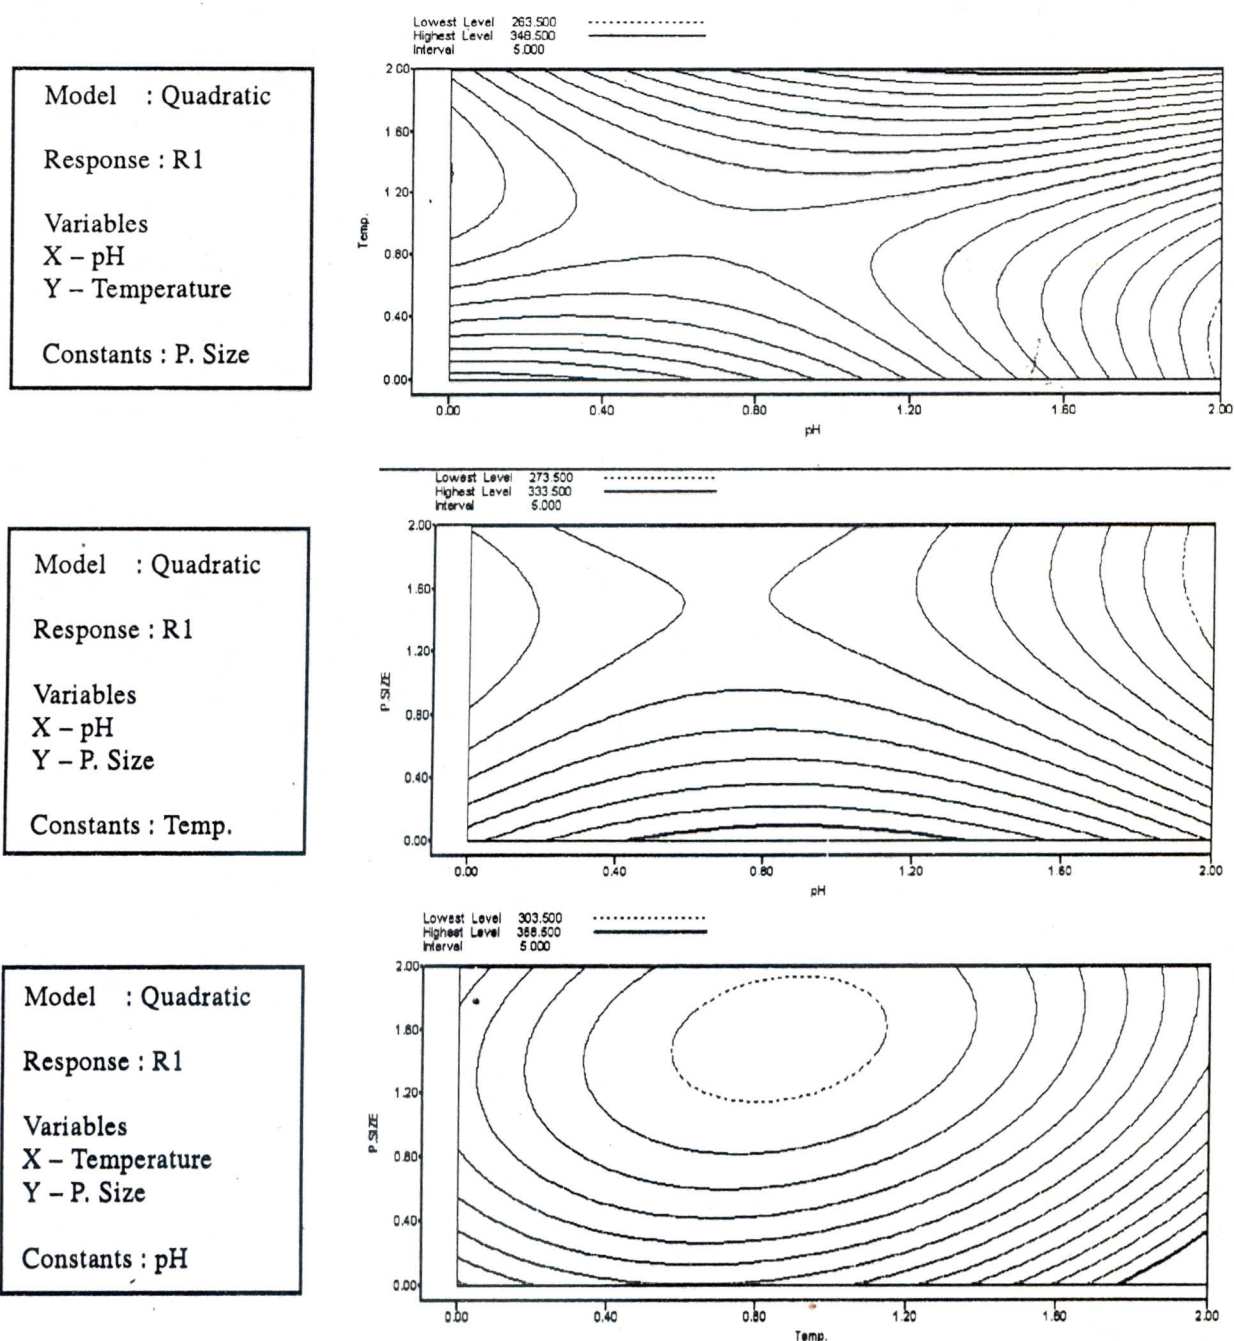 Lowest Level 263.500
Highest Level 348.500
Interval 5.000
Model : Quadratic
Response : R1
Variables
X – pH
Y – Temperature
Constants : P. Size
2.00
1.60
1.20
0.80
0.40
0.00
Temp.
0.00 0.40 0.80 1.20 1.60 2.00
pH
Lowest Level 273.500
Highest Level 333.500
Interval 5.000
Model : Quadratic
Response : R1
Variables
X – pH
Y – P. Size
Constants : Temp.
2.00
1.60
1.20
0.80
0.40
0.00
P.SIZE
0.00 0.40 0.80 1.20 1.60 2.00
pH
Lowest Level 303.500
Highest Level 368.500
Interval 5.000
Model : Quadratic
Response : R1
Variables
X – Temperature
Y – P. Size
Constants : pH
2.00
1.60
1.20
0.80
0.40
0.00
P.SIZE
0.00 0.40 0.80 1.20 1.60 2.00
Temp.